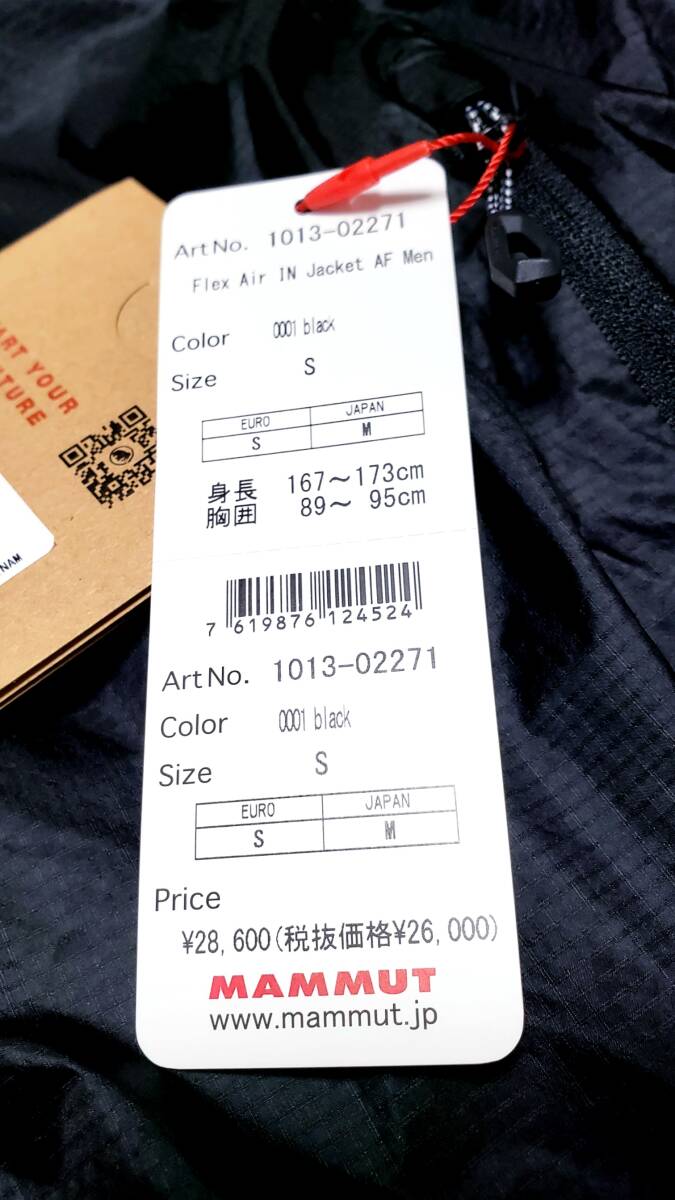 Art No. 1013-02271
Flex Air IN Jacket AF Men
Color 0001 black
Size S
EURO JAPAN
S M
身長 167～173cm
胸囲 89～ 95cm
7 619876 124524
Art No. 1013-02271
Color 0001 black
Size S
EURO JAPAN
S M
Price
¥28,600(税抜価格¥26,000)
MAMMUT
www.mammut.jp
ART YOUR
TURE
NAM